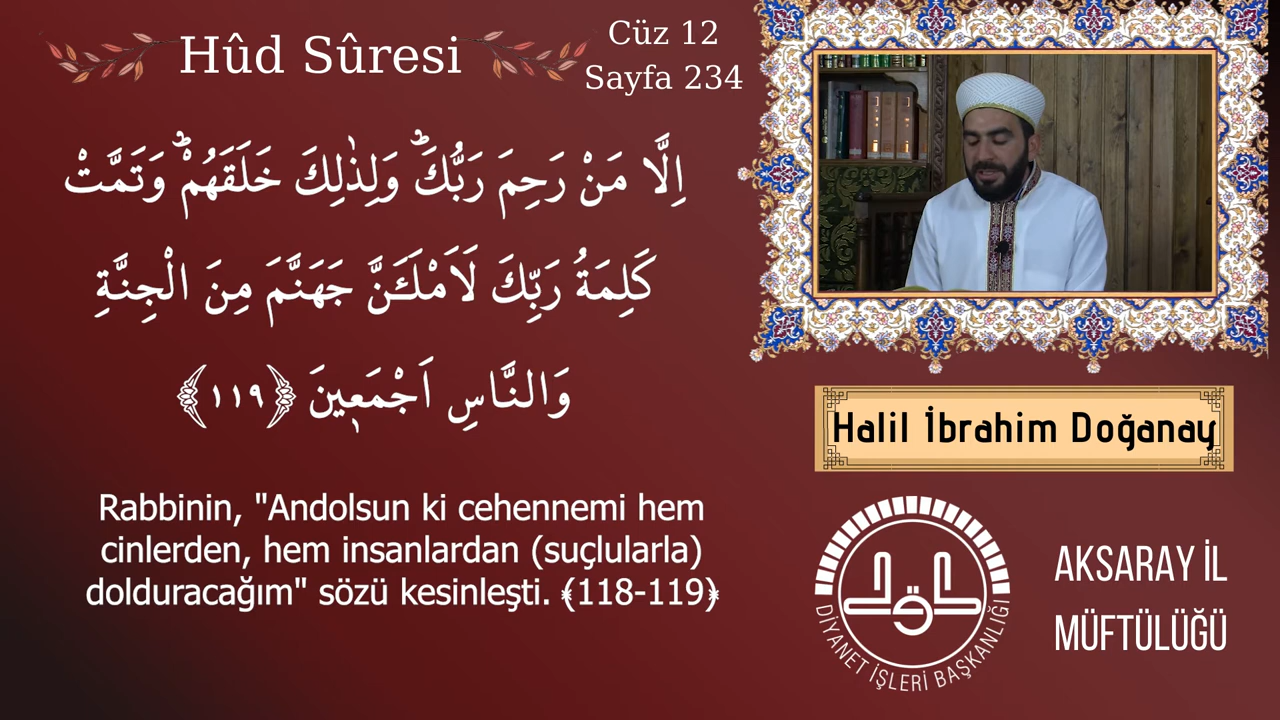 Hûd Sûresi
Cüz 12
Sayfa 234
اِلَّا مَنْ رَحِمَ رَبُّكَۜ وَلِذٰلِكَ خَلَقَهُمْۜ وَتَمَّتْ
كَلِمَةُ رَبِّكَ لَاَمْلَـَٔنَّ جَهَنَّمَ مِنَ الْجِنَّةِ
وَالنَّاسِ اَجْمَع۪ينَ ﴿١١٩﴾
Rabbinin, "Andolsun ki cehennemi hem
cinlerden, hem insanlardan (suçlularla)
dolduracağım" sözü kesinleşti. ﴾118-119﴿
Halil İbrahim Doğanay
DİYANET İŞLERİ BAŞKANLIĞI
AKSARAY İL
MÜFTÜLÜĞÜ